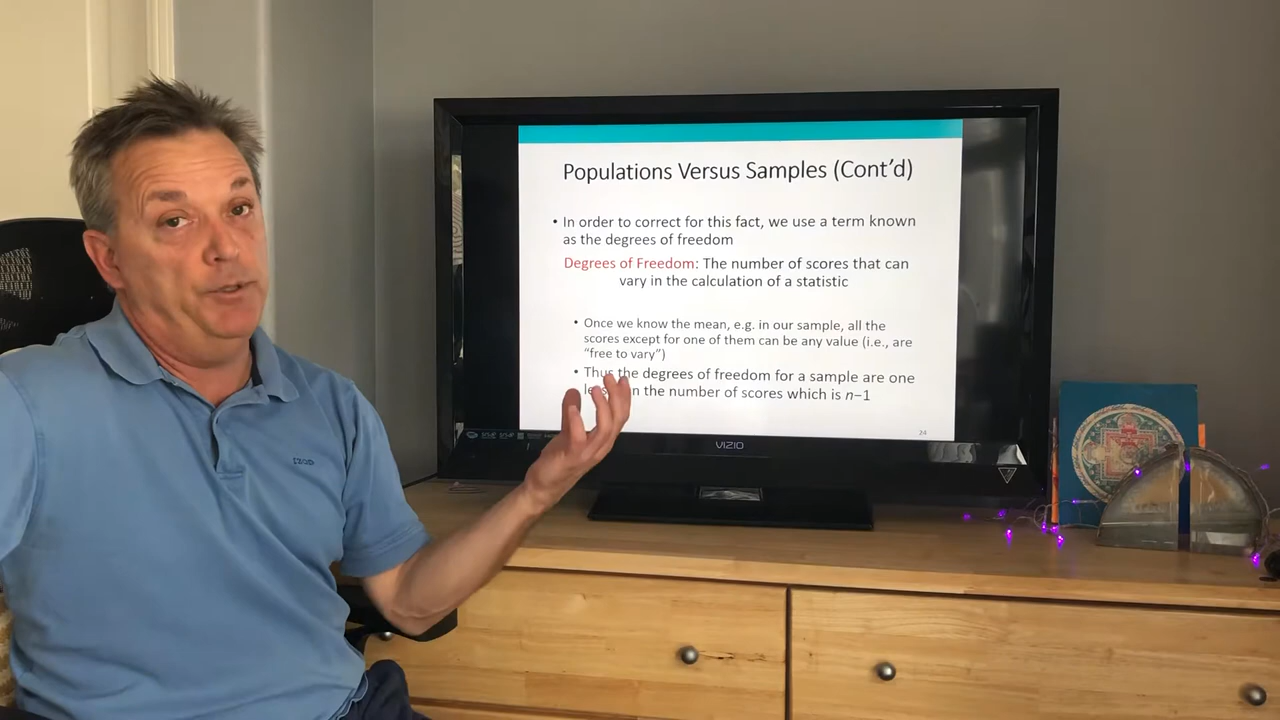 Populations Versus Samples (Cont’d)
• In order to correct for this fact, we use a term known
as the degrees of freedom
Degrees of Freedom: The number of scores that can
vary in the calculation of a statistic
• Once we know the mean, e.g. in our sample, all the
scores except for one of them can be any value (i.e., are
“free to vary”)
• Thus the degrees of freedom for a sample are one
the number of scores which is n−1
24
VIZIO